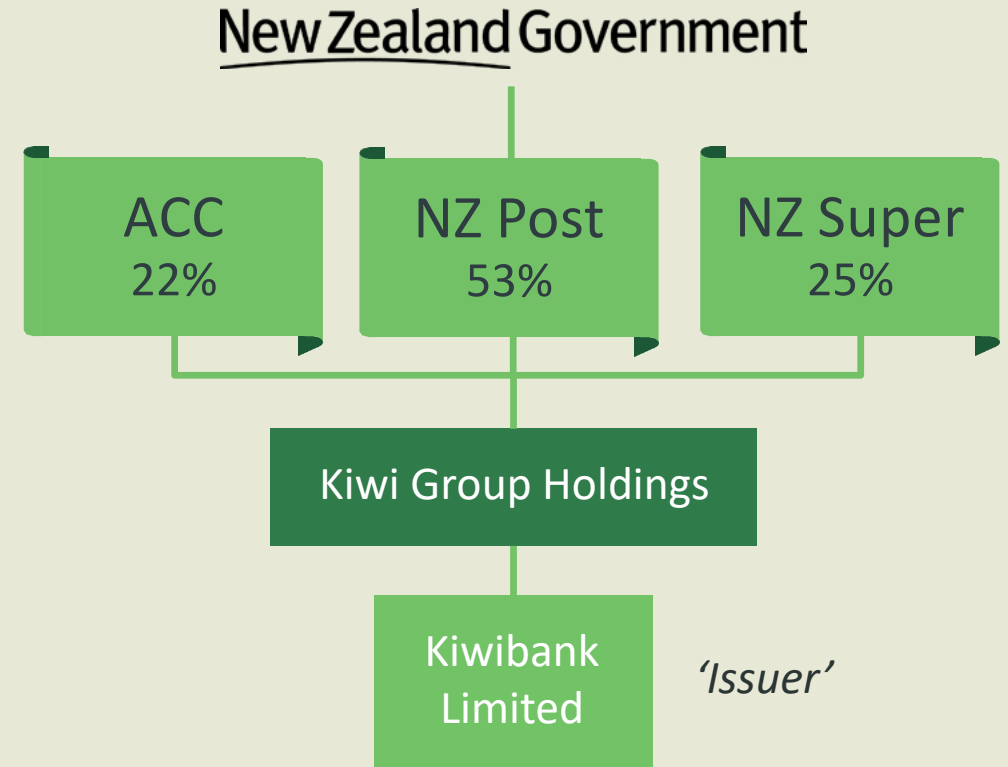 New Zealand Government
ACC
22%
NZ Post
53%
NZ Super
25%
Kiwi Group Holdings
Kiwibank
Limited
‘Issuer’